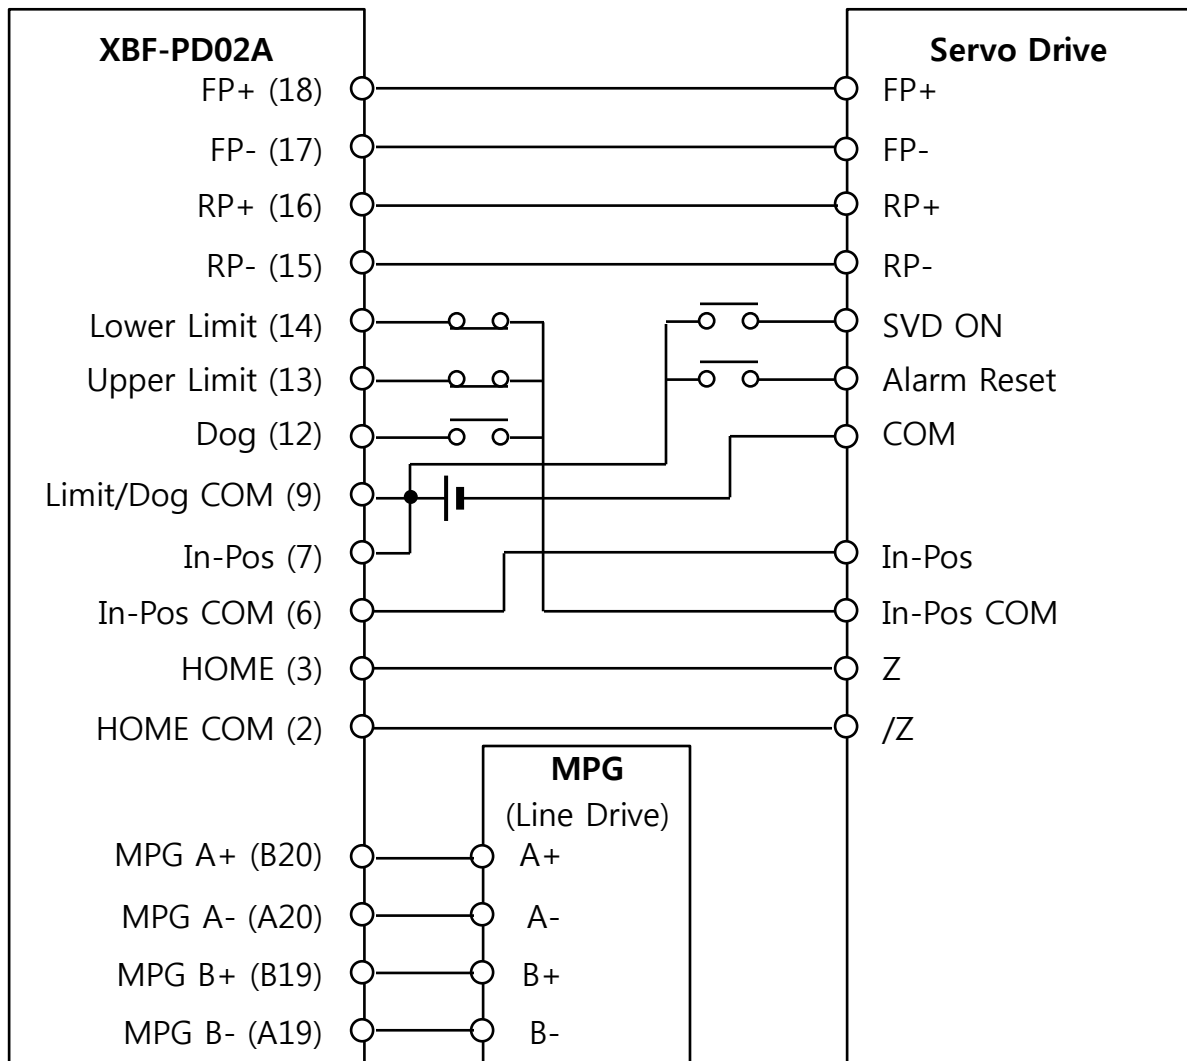 XBF-PD02A
Servo Drive
FP+ (18)
FP+
FP- (17)
FP-
RP+ (16)
RP+
RP- (15)
RP-
Lower Limit (14)
SVD ON
Upper Limit (13)
Alarm Reset
Dog (12)
COM
Limit/Dog COM (9)
In-Pos (7)
In-Pos
In-Pos COM (6)
In-Pos COM
HOME (3)
Z
HOME COM (2)
/Z
MPG
(Line Drive)
MPG A+ (B20)
A+
MPG A- (A20)
A-
MPG B+ (B19)
B+
MPG B- (A19)
B-